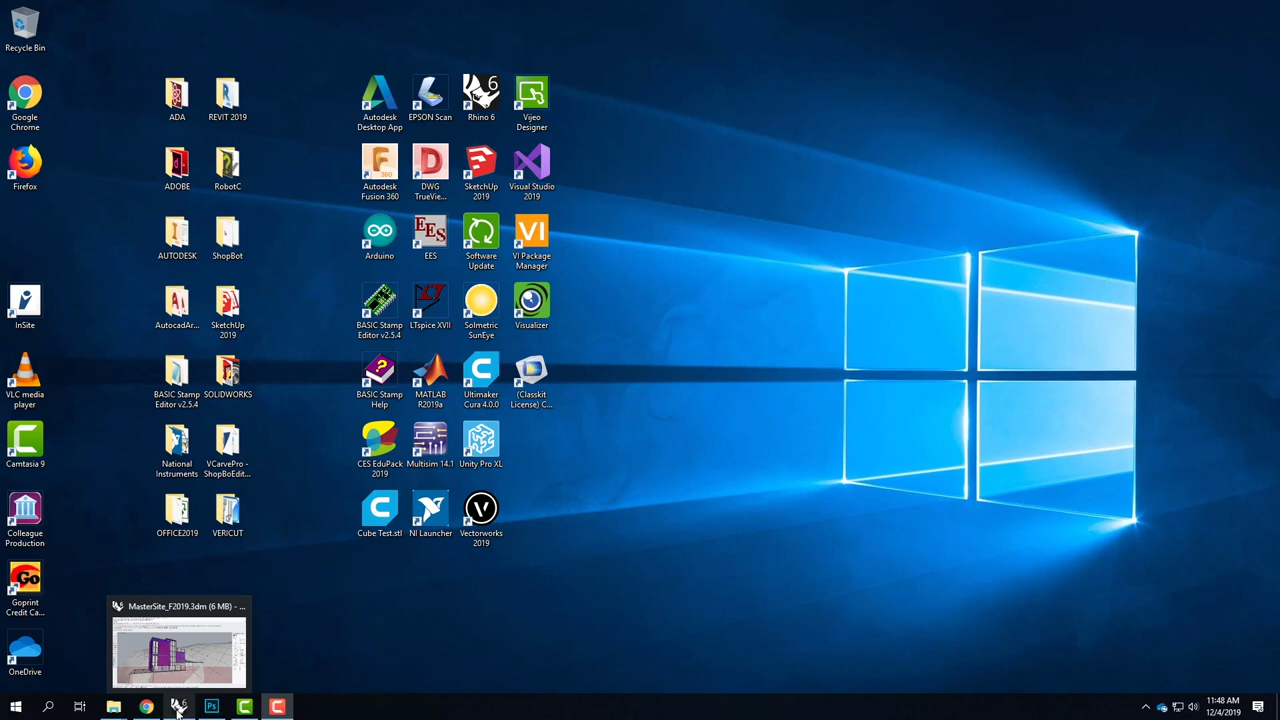 Recycle Bin
Google
Chrome
Firefox
InSite
VLC media
player
Camtasia 9
Colleague
Production
Goprint
Credit Ca...
OneDrive
ADA
ADOBE
AUTODESK
AutocadAr...
BASIC Stamp
Editor v2.5.4
National
Instruments
OFFICE2019
REVIT 2019
RobotC
ShopBot
SketchUp
2019
SOLIDWORKS
VCarvePro -
ShopBoEdit...
VERICUT
Autodesk
Desktop App
Autodesk
Fusion 360
Arduino
BASIC Stamp
Editor v2.5.4
BASIC Stamp
Help
CES EduPack
2019
Cube Test.stl
EPSON Scan
DWG
TrueVie...
EES
LTspice XVII
MATLAB
R2019a
Multisim 14.1
NI Launcher
Rhino 6
SketchUp
2019
Software
Update
Solmetric
SunEye
Ultimaker
Cura 4.0.0
Unity Pro XL
Vectorworks
2019
Vijeo
Designer
Visual Studio
2019
VI Package
Manager
Visualizer
(Classkit
License) C...
MasterSite_F2019.3dm (6 MB) - ...
11:48 AM
12/4/2019